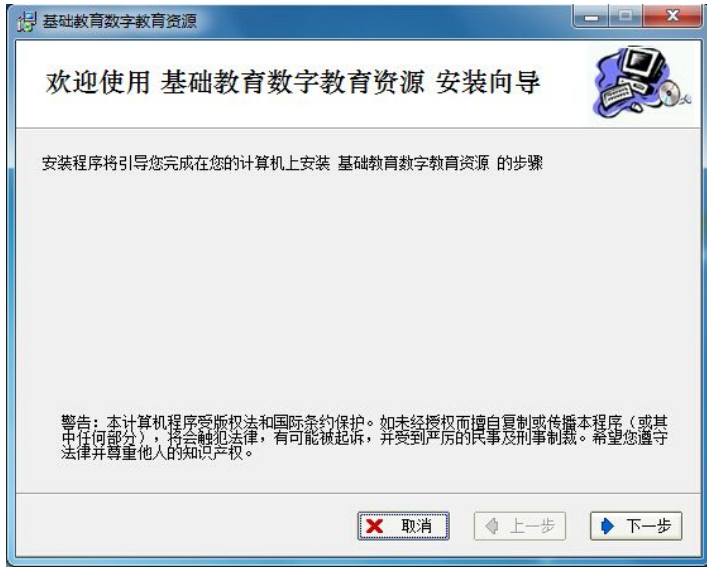 基础教育数字教育资源
欢迎使用 基础教育数字教育资源 安装向导
安装程序将引导您完成在您的计算机上安装 基础教育数字教育资源 的步骤
警告：本计算机程序受版权法和国际条约保护。如未经授权而擅自复制或传播本程序（或其
中任何部分），将会触犯法律，有可能被起诉，并受到严厉的民事及刑事制裁。希望您遵守
法律并尊重他人的知识产权。
取消 上一步 下一步